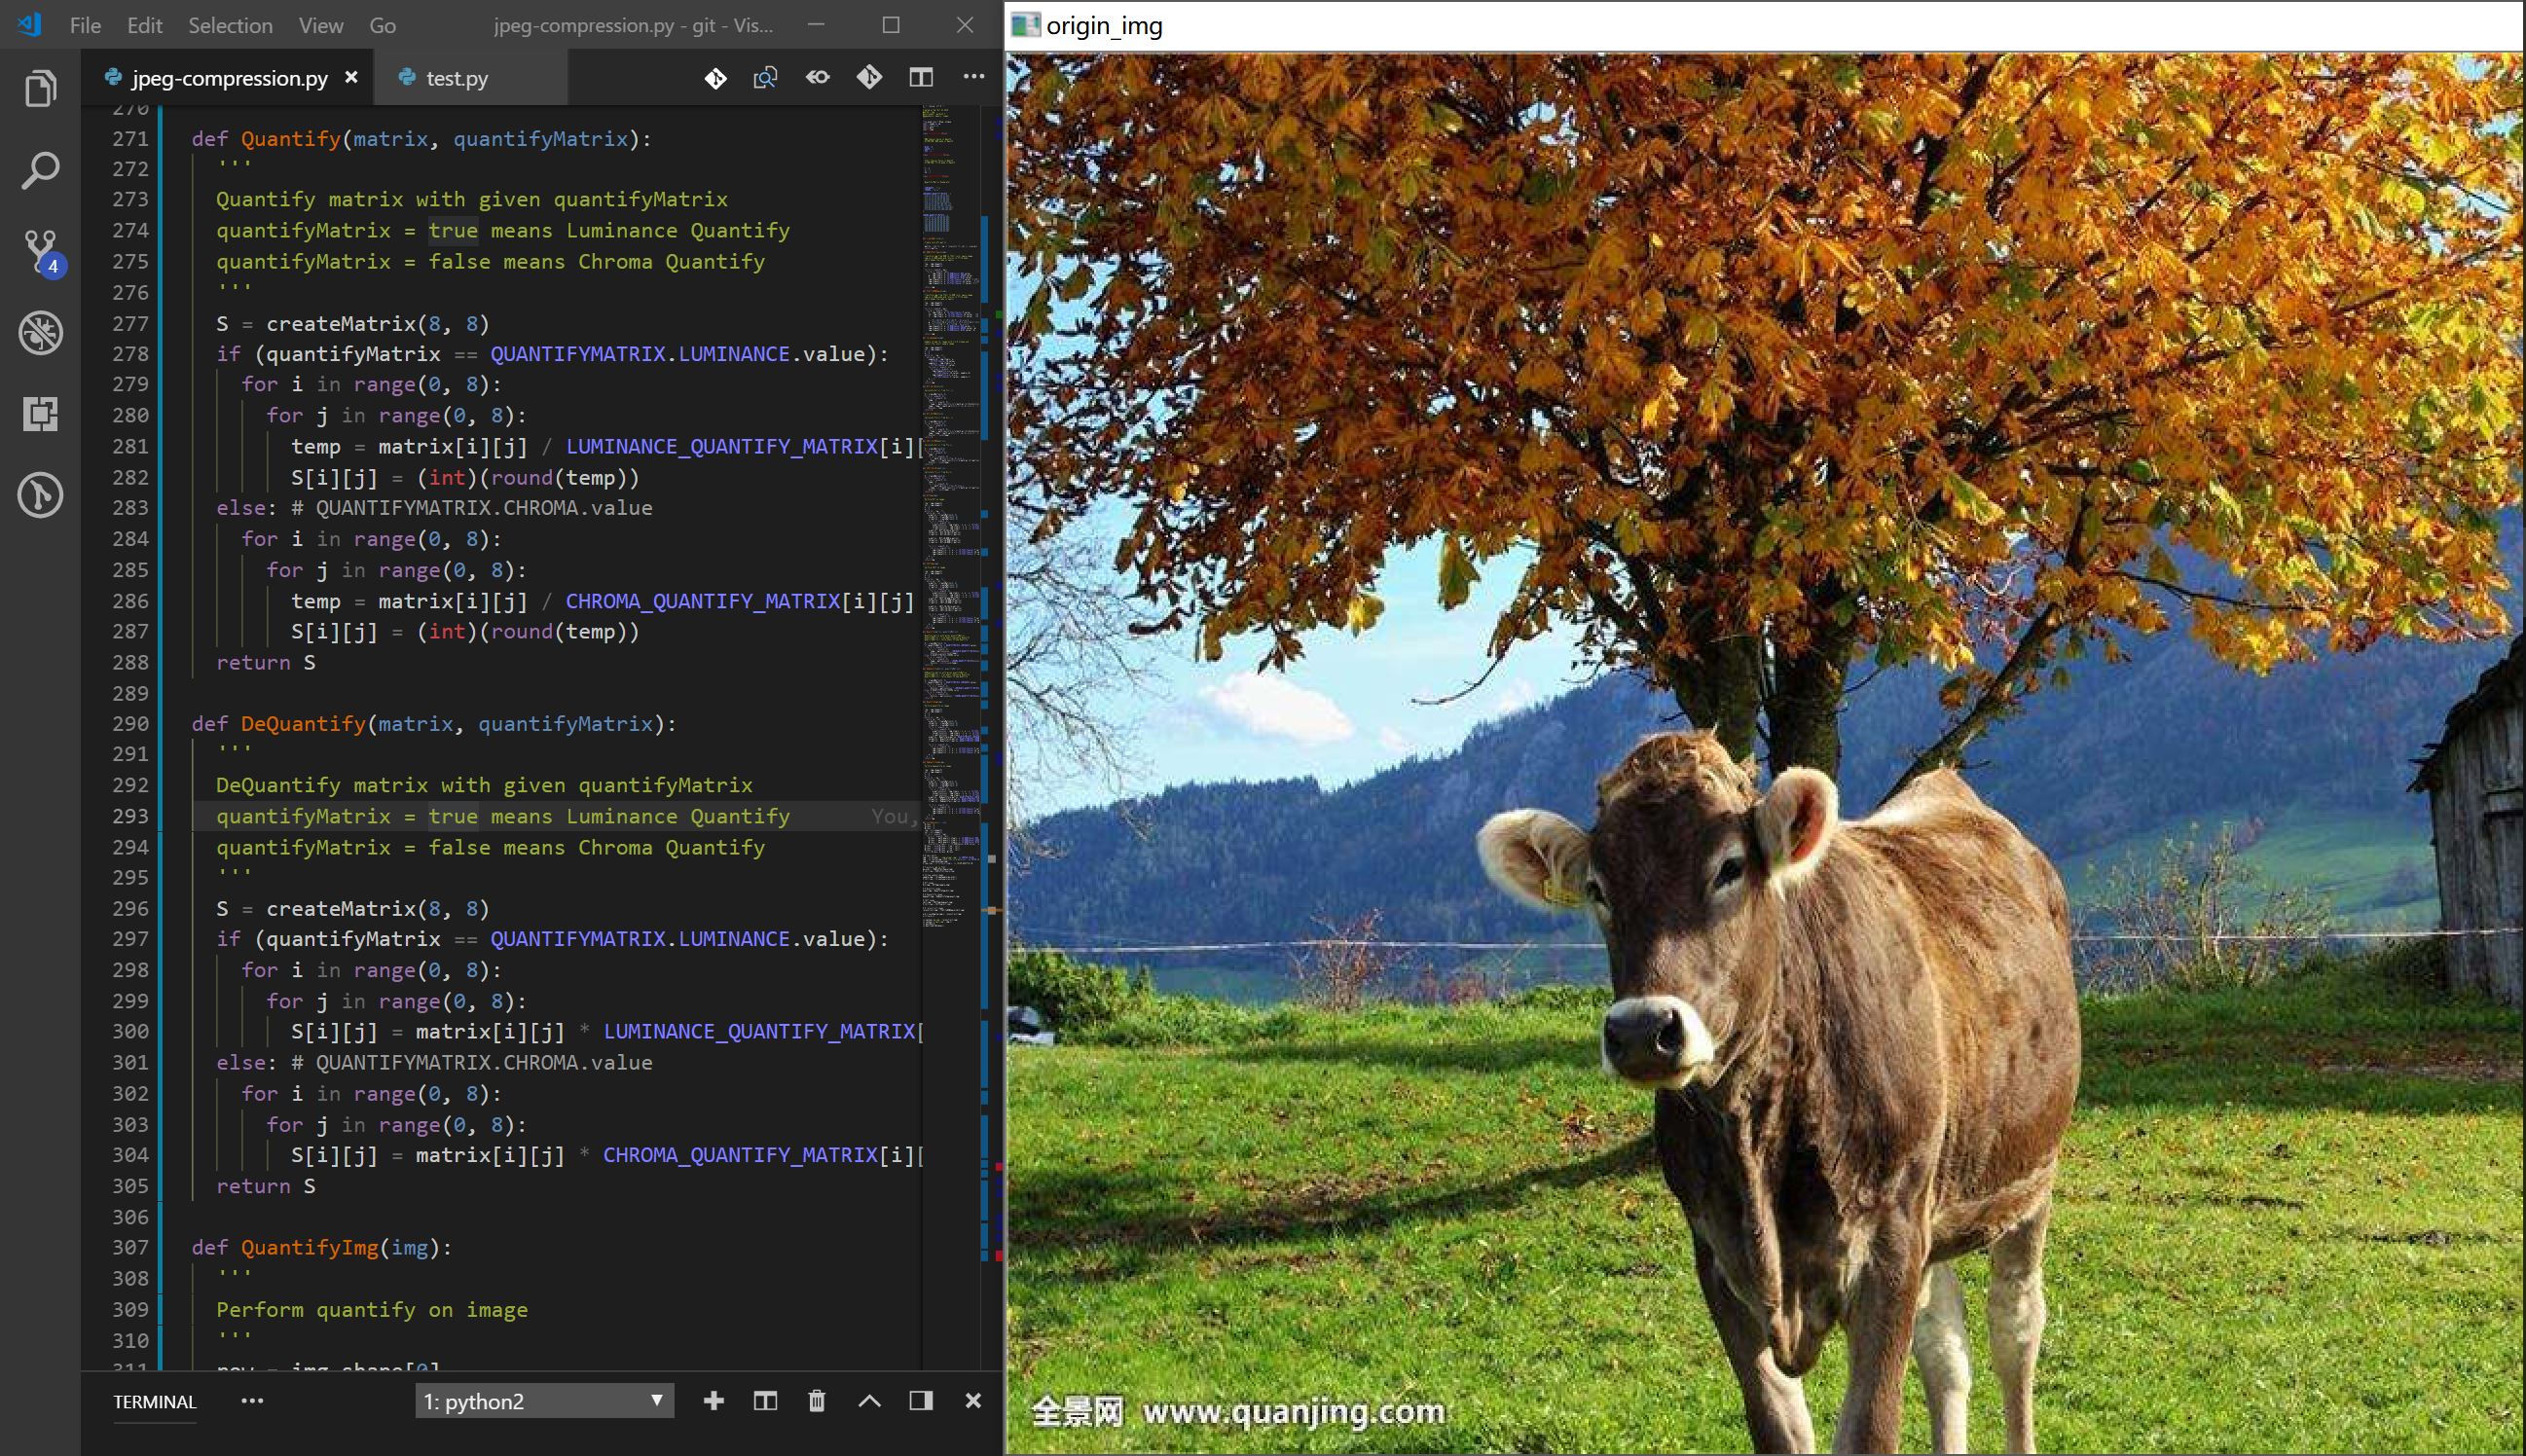 File Edit Selection View Go jpeg-compression.py - git - Vis...
origin_img
jpeg-compression.py test.py
4
270
271 def Quantify(matrix, quantifyMatrix):
272 '''
273 Quantify matrix with given quantifyMatrix
274 quantifyMatrix = true means Luminance Quantify
275 quantifyMatrix = false means Chroma Quantify
276 '''
277 S = createMatrix(8, 8)
278 if (quantifyMatrix == QUANTIFYMATRIX.LUMINANCE.value):
279 for i in range(0, 8):
280 for j in range(0, 8):
281 temp = matrix[i][j] / LUMINANCE_QUANTIFY_MATRIX[i][
282 S[i][j] = (int)(round(temp))
283 else: # QUANTIFYMATRIX.CHROMA.value
284 for i in range(0, 8):
285 for j in range(0, 8):
286 temp = matrix[i][j] / CHROMA_QUANTIFY_MATRIX[i][j]
287 S[i][j] = (int)(round(temp))
288 return S
289
290 def DeQuantify(matrix, quantifyMatrix):
291 '''
292 DeQuantify matrix with given quantifyMatrix
293 quantifyMatrix = true means Luminance Quantify You,
294 quantifyMatrix = false means Chroma Quantify
295 '''
296 S = createMatrix(8, 8)
297 if (quantifyMatrix == QUANTIFYMATRIX.LUMINANCE.value):
298 for i in range(0, 8):
299 for j in range(0, 8):
300 S[i][j] = matrix[i][j] * LUMINANCE_QUANTIFY_MATRIX[
301 else: # QUANTIFYMATRIX.CHROMA.value
302 for i in range(0, 8):
303 for j in range(0, 8):
304 S[i][j] = matrix[i][j] * CHROMA_QUANTIFY_MATRIX[i][
305 return S
306
307 def QuantifyImg(img):
308 '''
309 Perform quantify on image
310 '''
311 row = img.shape[0]
TERMINAL 1: python2
全景网 www.quanjing.com